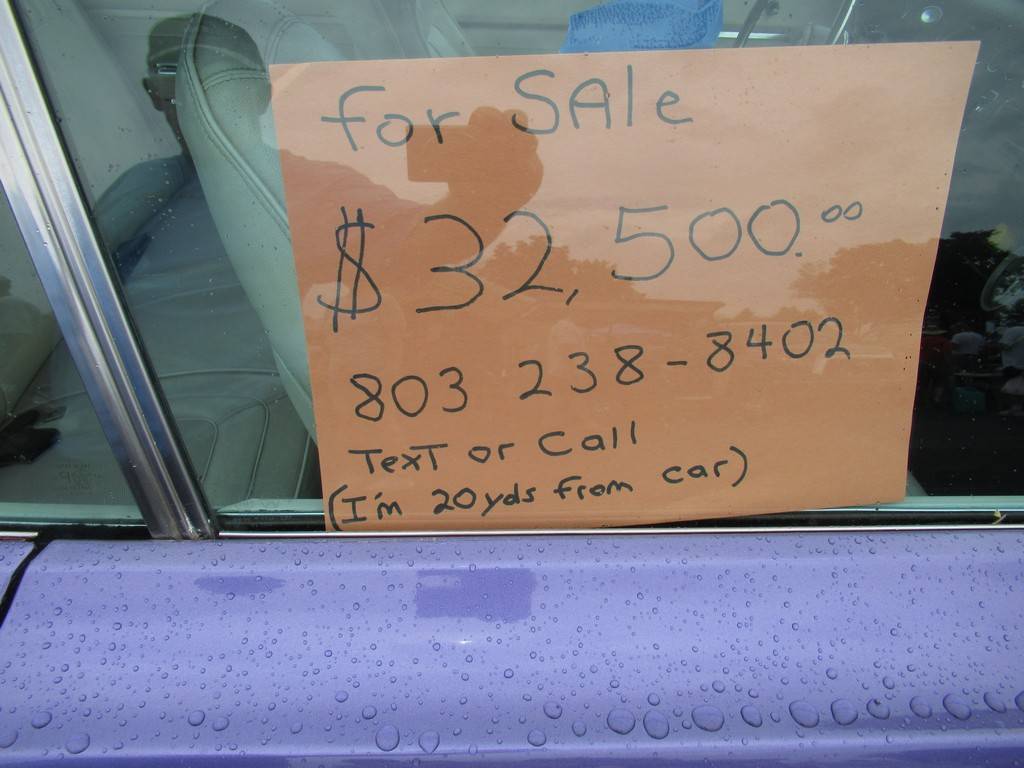 for SAle
$32,500.00
803 238-8402
TexT or Call
(I'm 20yds from car)